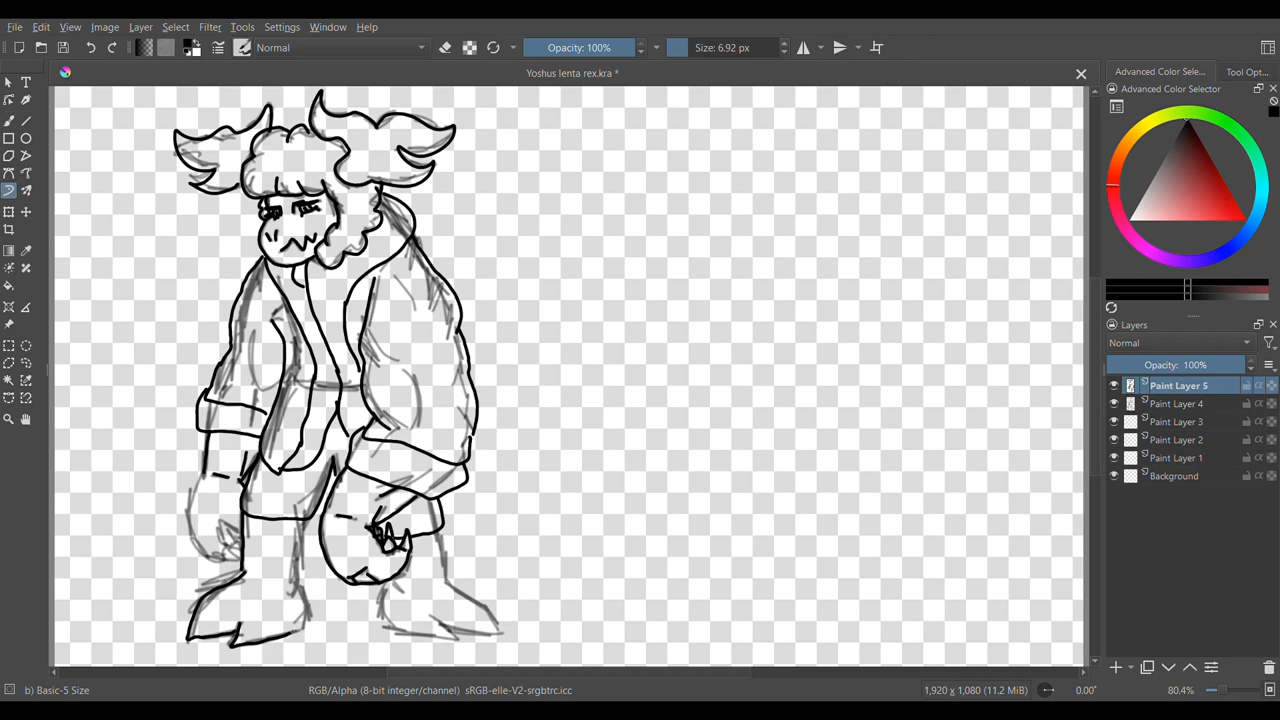 File Edit View Image Layer Select Filter Tools Settings Window Help
Normal Opacity: 100% Size: 6.92 px
Yoshus lenta rex.kra *
Advanced Color Sele... Tool Opt...
Advanced Color Selector
Layers
Normal
Opacity: 100%
Paint Layer 5
Paint Layer 4
Paint Layer 3
Paint Layer 2
Paint Layer 1
Background
b) Basic-5 Size RGB/Alpha (8-bit integer/channel) sRGB-elle-V2-srgbtrc.icc 1,920 x 1,080 (11.2 MiB) 0.00° 80.4%